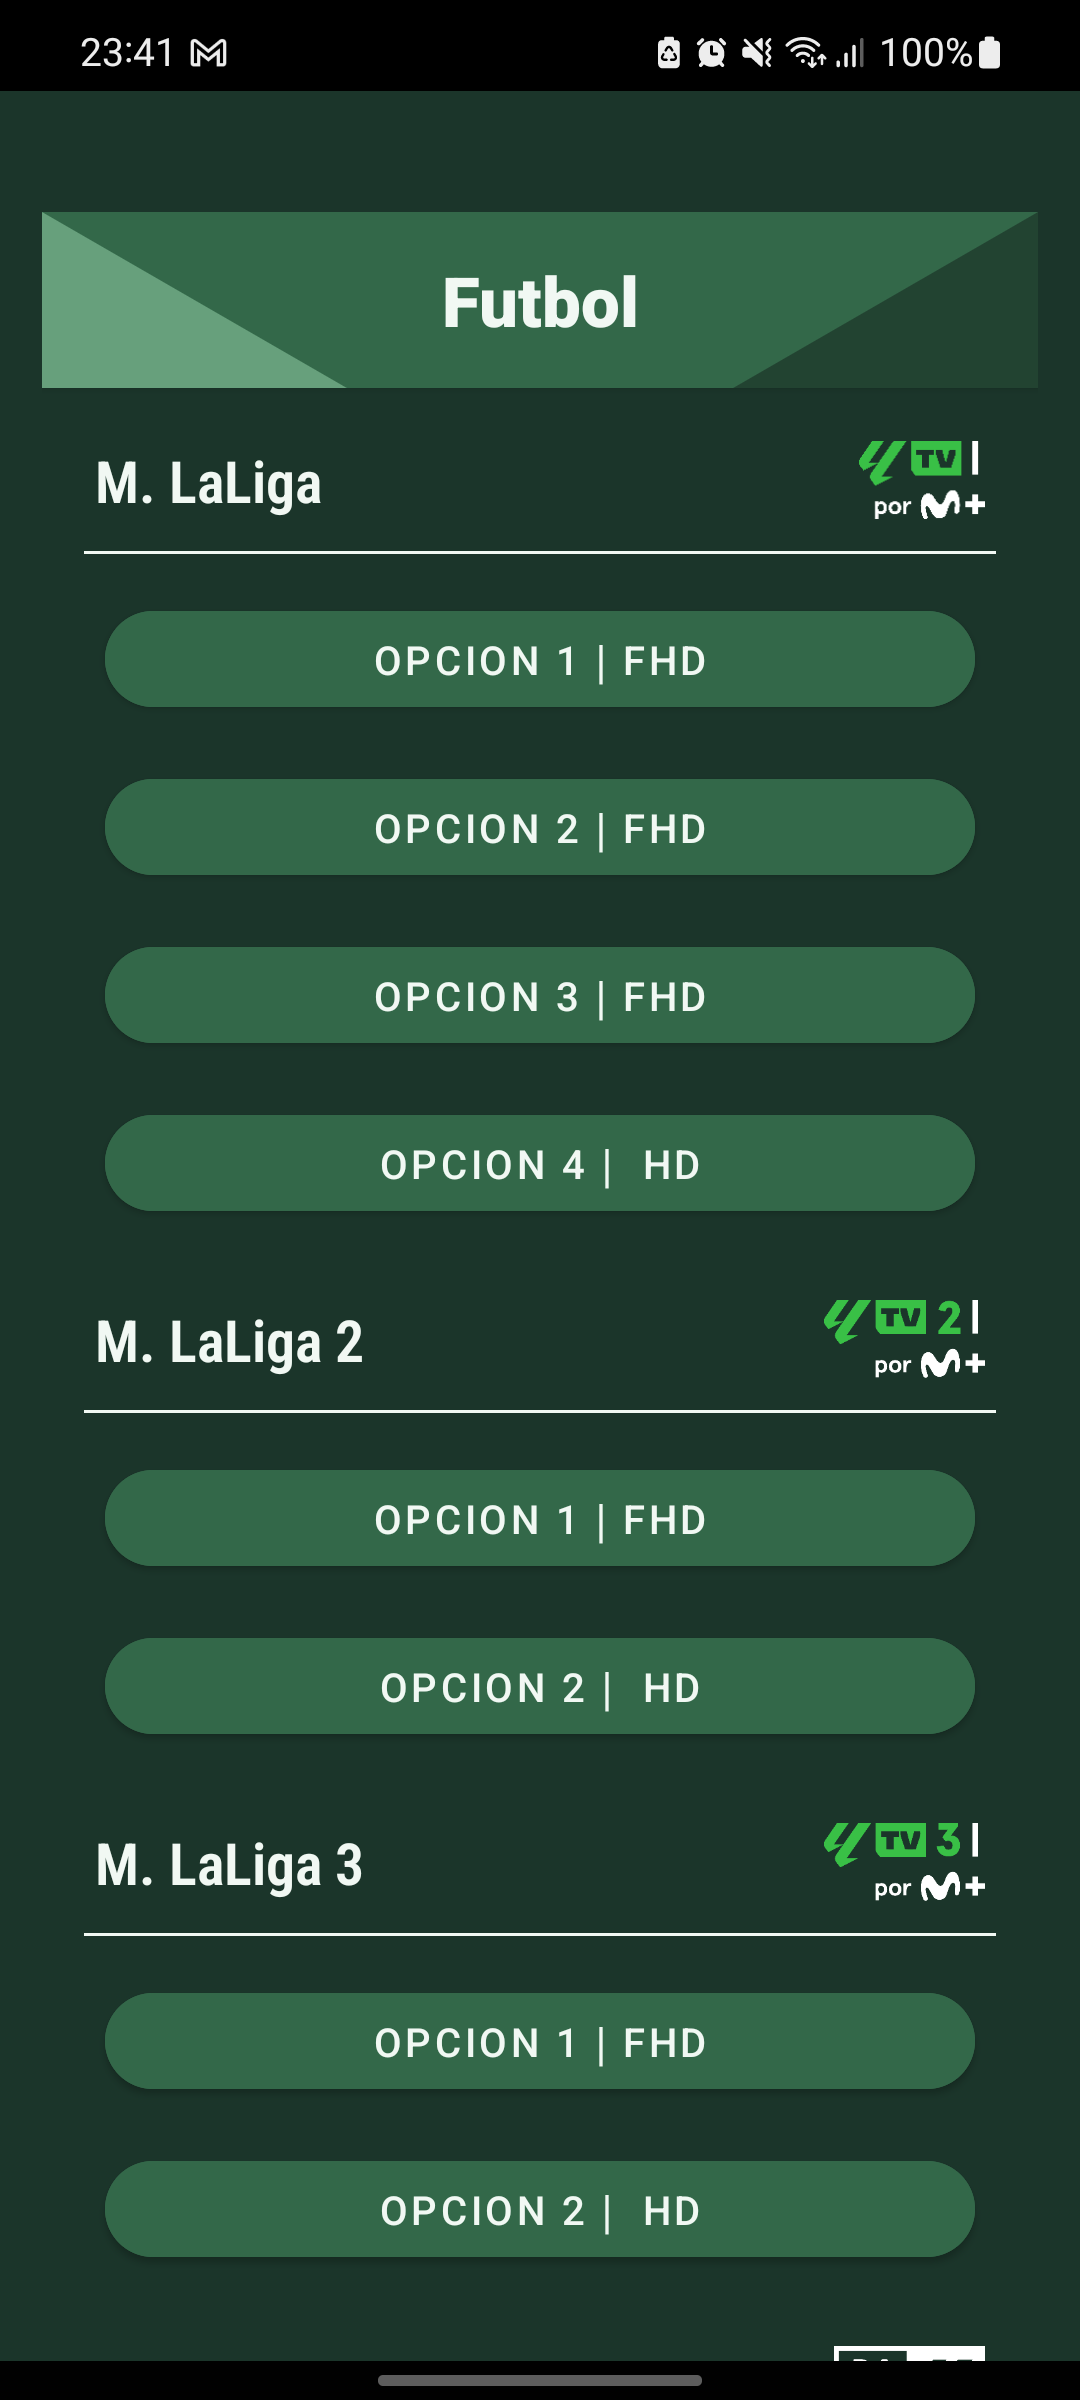 23:41 100%
Futbol
M. LaLiga
TV
por M+
OPCION 1 | FHD
OPCION 2 | FHD
OPCION 3 | FHD
OPCION 4 | HD
M. LaLiga 2
TV 2
por M+
OPCION 1 | FHD
OPCION 2 | HD
M. LaLiga 3
TV 3
por M+
OPCION 1 | FHD
OPCION 2 | HD